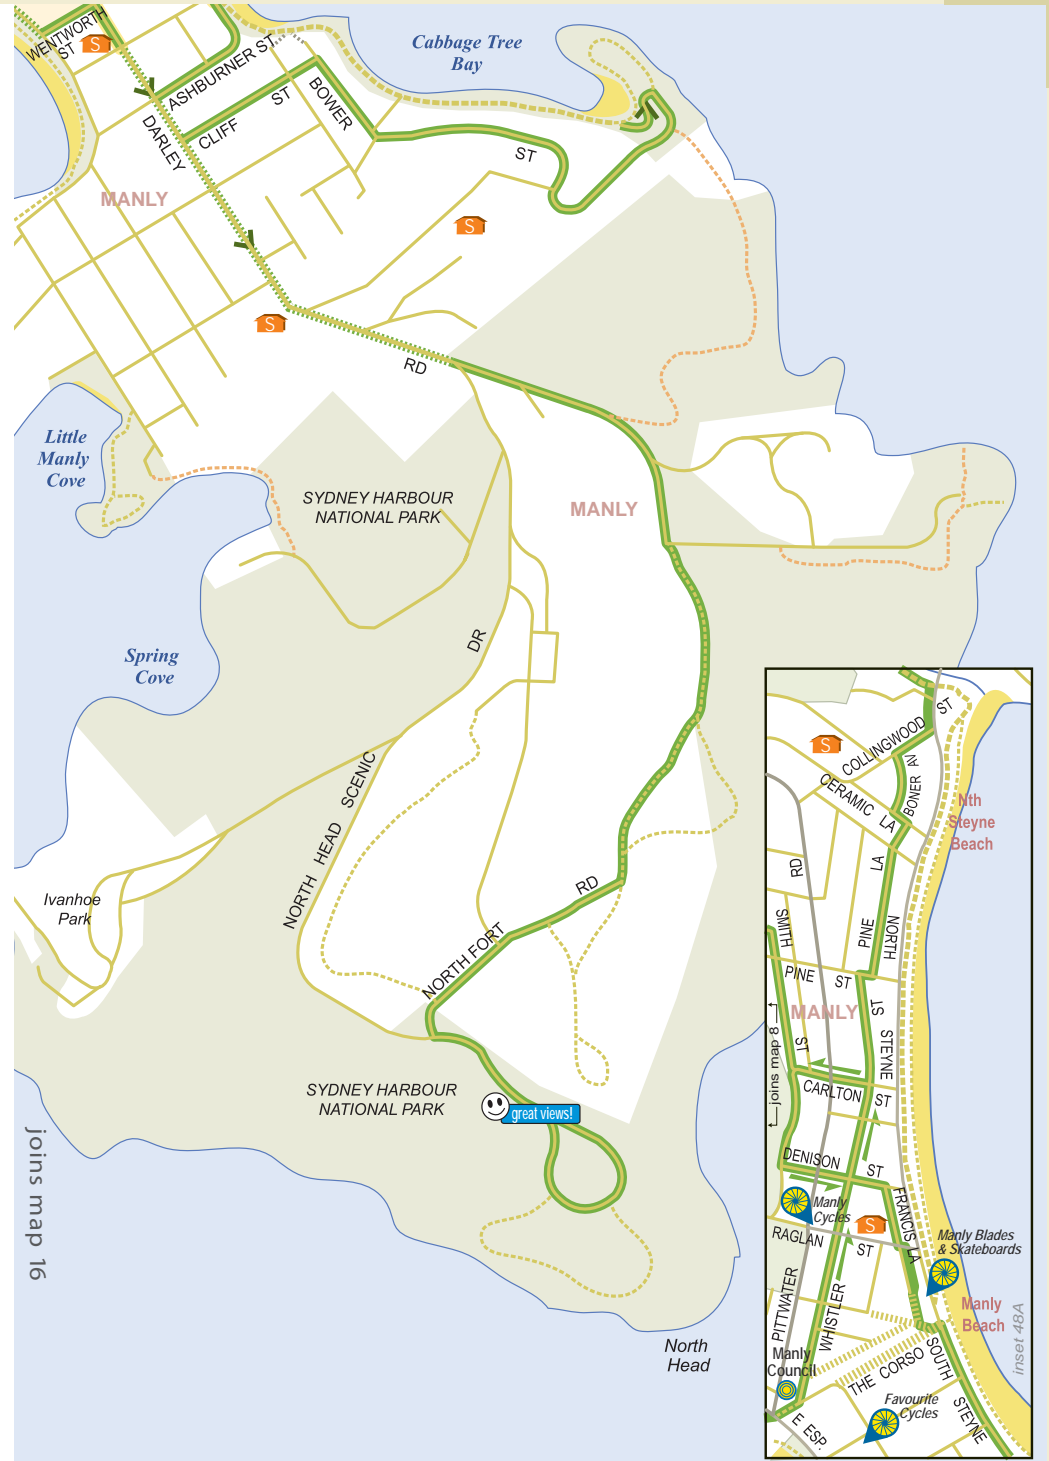 Cabbage Tree
Bay
WENTWORTH
ST
S
ASHBURNER ST
CLIFF
ST
BOWER
ST
DARLEY
MANLY
S
S
RD
Little
Manly
Cove
SYDNEY HARBOUR
NATIONAL PARK
MANLY
Spring
Cove
DR
NORTH HEAD SCENIC
Ivanhoe
Park
RD
NORTH FORT
SYDNEY HARBOUR
NATIONAL PARK
great views!
joins map 16
North
Head
ST
COLLINGWOOD
S
BONER AV
CERAMIC LA
Nth
Steyne
Beach
RD
LA
SMITH
PINE
NORTH
PINE ST
ST
MANLY
STEYNE
ST
joins map 8
CARLTON ST
DENISON ST
FRANCIS LA
Manly
Cycles
S
RAGLAN ST
Manly Blades
& Skateboards
PITTWATER
WHISTLER
Manly
Beach
inset 48A
Manly
Council
THE CORSO
SOUTH
STEYNE
Favourite
Cycles
E ESP.